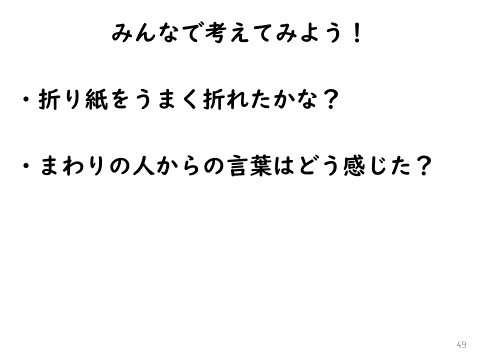 みんなで考えてみよう！
・折り紙をうまく折れたかな？
・まわりの人からの言葉はどう感じた？
49